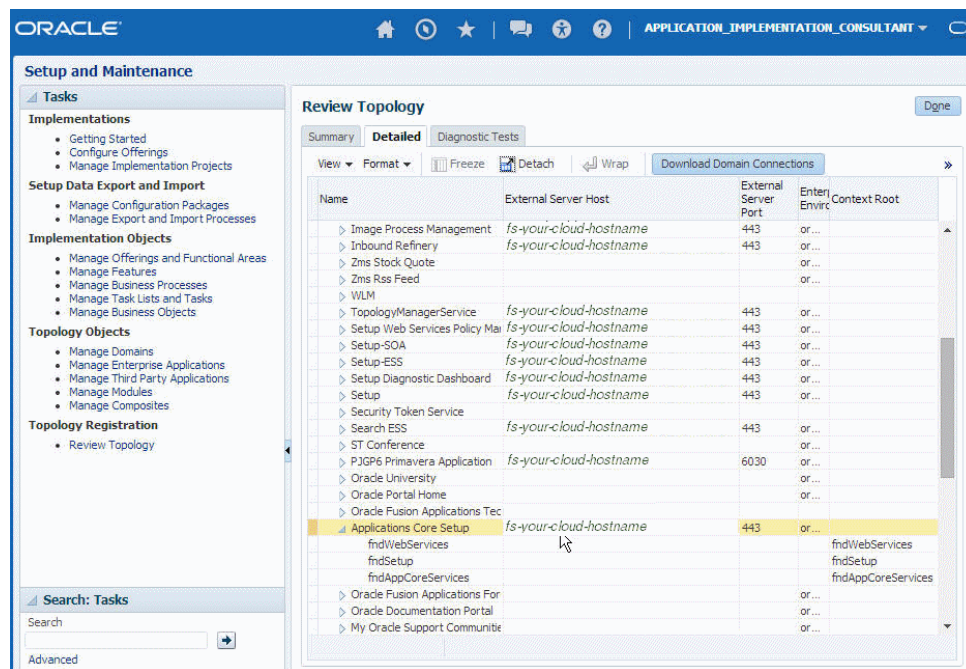 ORACLE
APPLICATION_IMPLEMENTATION_CONSULTANT
Setup and Maintenance
Tasks
Implementations
Getting Started
Configure Offerings
Manage Implementation Projects
Setup Data Export and Import
Manage Configuration Packages
Manage Export and Import Processes
Implementation Objects
Manage Offerings and Functional Areas
Manage Features
Manage Business Processes
Manage Task Lists and Tasks
Manage Business Objects
Topology Objects
Manage Domains
Manage Enterprise Applications
Manage Third Party Applications
Manage Modules
Manage Composites
Topology Registration
Review Topology
Search: Tasks
Search
Advanced
Review Topology Done
Summary Detailed Diagnostic Tests
View Format Freeze Detach Wrap Download Domain Connections »
Name External Server Host External Server Port Enter Enviro Context Root
Image Process Management fs-your-cloud-hostname 443 or...
Inbound Refinery fs-your-cloud-hostname 443 or...
Zms Stock Quote or...
Zms Rss Feed or...
WLM or...
TopologyManagerService fs-your-cloud-hostname 443 or...
Setup Web Services Policy Mai fs-your-cloud-hostname 443 or...
Setup-SOA fs-your-cloud-hostname 443 or...
Setup-ESS fs-your-cloud-hostname 443 or...
Setup Diagnostic Dashboard fs-your-cloud-hostname 443 or...
Setup fs-your-cloud-hostname 443 or...
Security Token Service or...
Search ESS fs-your-cloud-hostname 443 or...
ST Conference or...
PJGP6 Primavera Application fs-your-cloud-hostname 6030 or...
Oracle University or...
Oracle Portal Home or...
Oracle Fusion Applications Tec
Applications Core Setup fs-your-cloud-hostname 443 or...
fndWebServices fndWebServices
fndSetup fndSetup
fndAppCoreServices fndAppCoreServices
Oracle Fusion Applications For or...
Oracle Documentation Portal or...
My Oracle Support Communitie or...